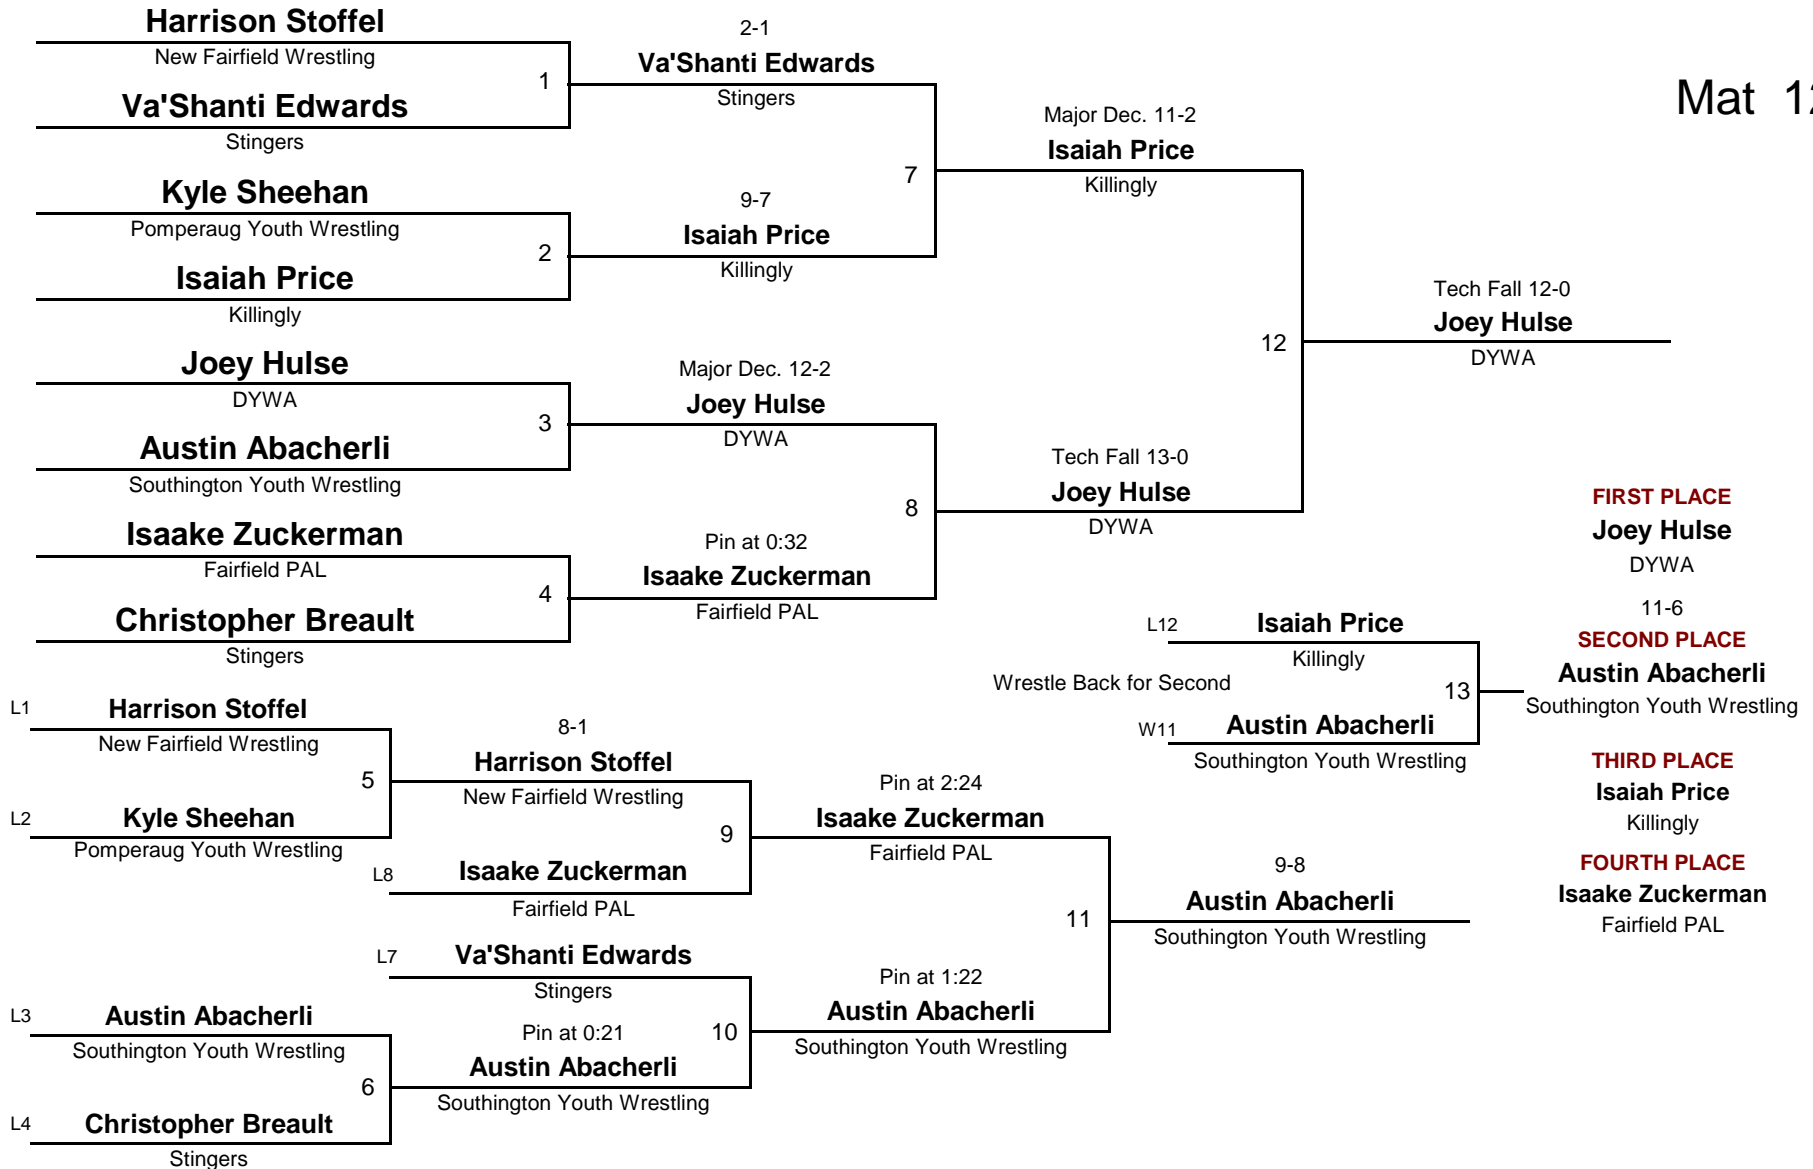 Harrison Stoffel
New Fairfield Wrestling
1
Va'Shanti Edwards
Stingers
2-1
Va'Shanti Edwards
Stingers
Kyle Sheehan
Pomperaug Youth Wrestling
2
Isaiah Price
Killingly
9-7
Isaiah Price
Killingly
7
Major Dec. 11-2
Isaiah Price
Killingly
Mat 12
Joey Hulse
DYWA
3
Austin Abacherli
Southington Youth Wrestling
Major Dec. 12-2
Joey Hulse
DYWA
Isaake Zuckerman
Fairfield PAL
4
Christopher Breault
Stingers
Pin at 0:32
Isaake Zuckerman
Fairfield PAL
8
Tech Fall 13-0
Joey Hulse
DYWA
12
Tech Fall 12-0
Joey Hulse
DYWA
L1
Harrison Stoffel
New Fairfield Wrestling
5
L2
Kyle Sheehan
Pomperaug Youth Wrestling
8-1
Harrison Stoffel
New Fairfield Wrestling
9
L8
Isaake Zuckerman
Fairfield PAL
Pin at 2:24
Isaake Zuckerman
Fairfield PAL
L7
Va'Shanti Edwards
Stingers
10
L3
Austin Abacherli
Southington Youth Wrestling
6
L4
Christopher Breault
Stingers
Pin at 0:21
Austin Abacherli
Southington Youth Wrestling
Pin at 1:22
Austin Abacherli
Southington Youth Wrestling
11
9-8
Austin Abacherli
Southington Youth Wrestling
L12
Isaiah Price
Killingly
Wrestle Back for Second
13
W11
Austin Abacherli
Southington Youth Wrestling
FIRST PLACE
Joey Hulse
DYWA
11-6
SECOND PLACE
Austin Abacherli
Southington Youth Wrestling
THIRD PLACE
Isaiah Price
Killingly
FOURTH PLACE
Isaake Zuckerman
Fairfield PAL